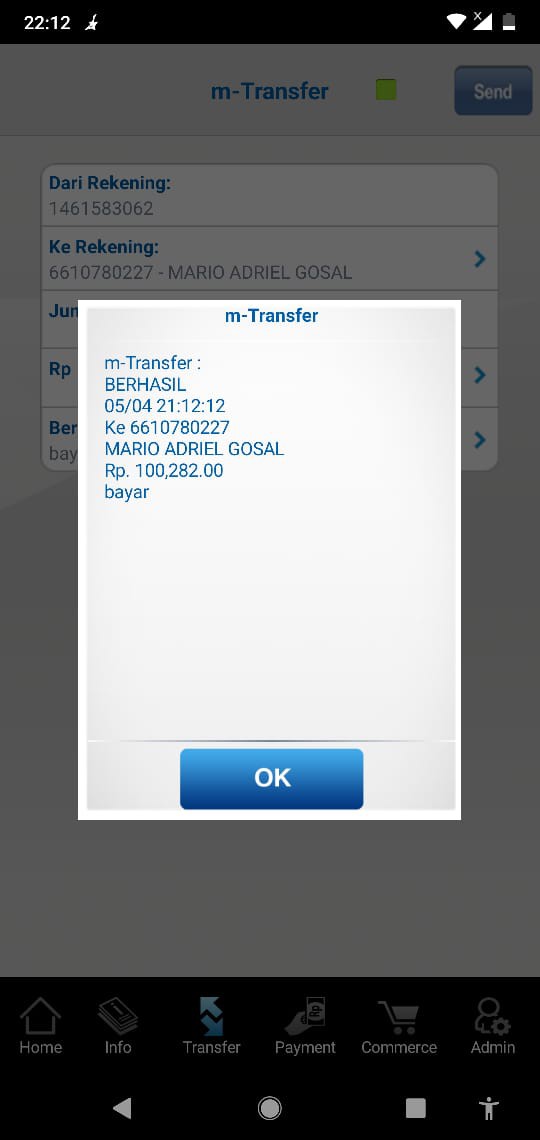 22:12
m-Transfer
Send
Dari Rekening:
1461583062
Ke Rekening:
6610780227 - MARIO ADRIEL GOSAL
Jun
Rp
Ber
bay
m-Transfer
m-Transfer :
BERHASIL
05/04 21:12:12
Ke 6610780227
MARIO ADRIEL GOSAL
Rp. 100,282.00
bayar
OK
Home
Info
Transfer
Payment
Commerce
Admin